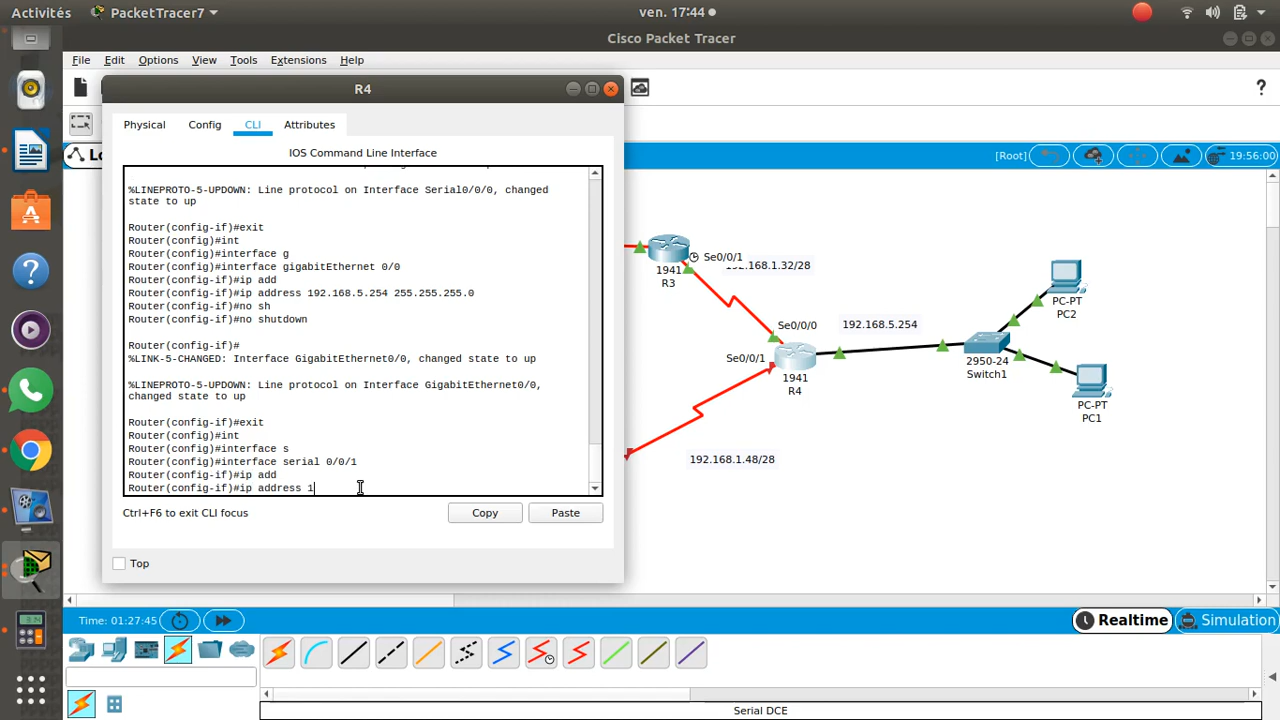 Activités
PacketTracer7
ven. 17:44
Cisco Packet Tracer
File Edit Options View Tools Extensions Help
R4
Physical Config CLI Attributes
IOS Command Line Interface
%LINEPROTO-5-UPDOWN: Line protocol on Interface Serial0/0/0, changed
state to up
Router(config-if)#exit
Router(config)#int
Router(config)#interface g
Router(config)#interface gigabitEthernet 0/0
Router(config-if)#ip add
Router(config-if)#ip address 192.168.5.254 255.255.255.0
Router(config-if)#no sh
Router(config-if)#no shutdown
Router(config-if)#
%LINK-5-CHANGED: Interface GigabitEthernet0/0, changed state to up
%LINEPROTO-5-UPDOWN: Line protocol on Interface GigabitEthernet0/0,
changed state to up
Router(config-if)#exit
Router(config)#int
Router(config)#interface s
Router(config)#interface serial 0/0/1
Router(config-if)#ip add
Router(config-if)#ip address 1
Ctrl+F6 to exit CLI focus
Copy
Paste
Top
[Root]
19:56:00
Se0/0/1
192.168.1.32/28
1941
R3
Se0/0/0
192.168.5.254
Se0/0/1
1941
R4
2950-24
Switch1
PC-PT
PC2
PC-PT
PC1
192.168.1.48/28
Time: 01:27:45
Realtime
Simulation
Serial DCE